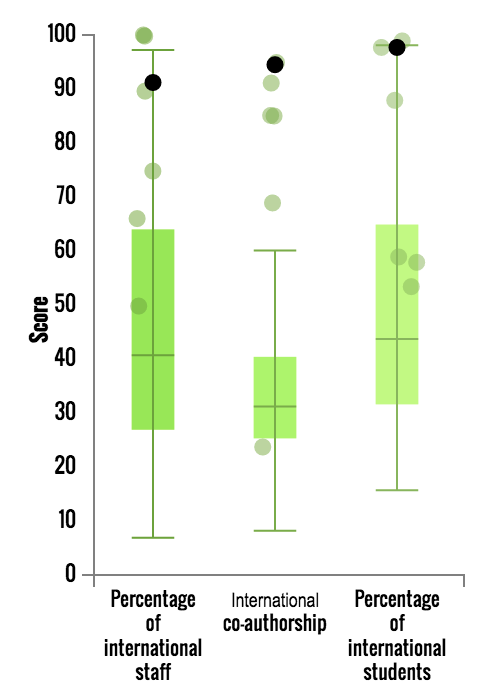 100
90
80
70
60
50
40
30
20
10
0
Score
Percentage
of
international
staff
International
co-authorship
Percentage
of
international
students